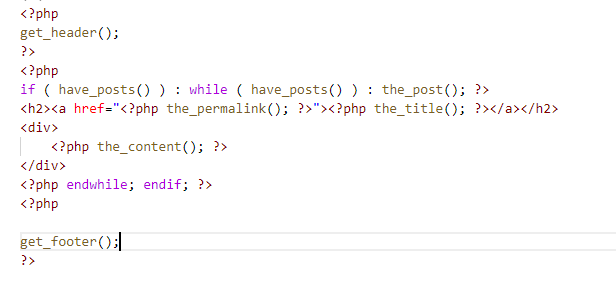 <?php
get_header();
?>
<?php
if ( have_posts() ) : while ( have_posts() ) : the_post(); ?>
<h2><a href="<?php the_permalink(); ?>"><?php the_title(); ?></a></h2>
<div>
    <?php the_content(); ?>
</div>
<?php endwhile; endif; ?>
<?php

get_footer();
?>